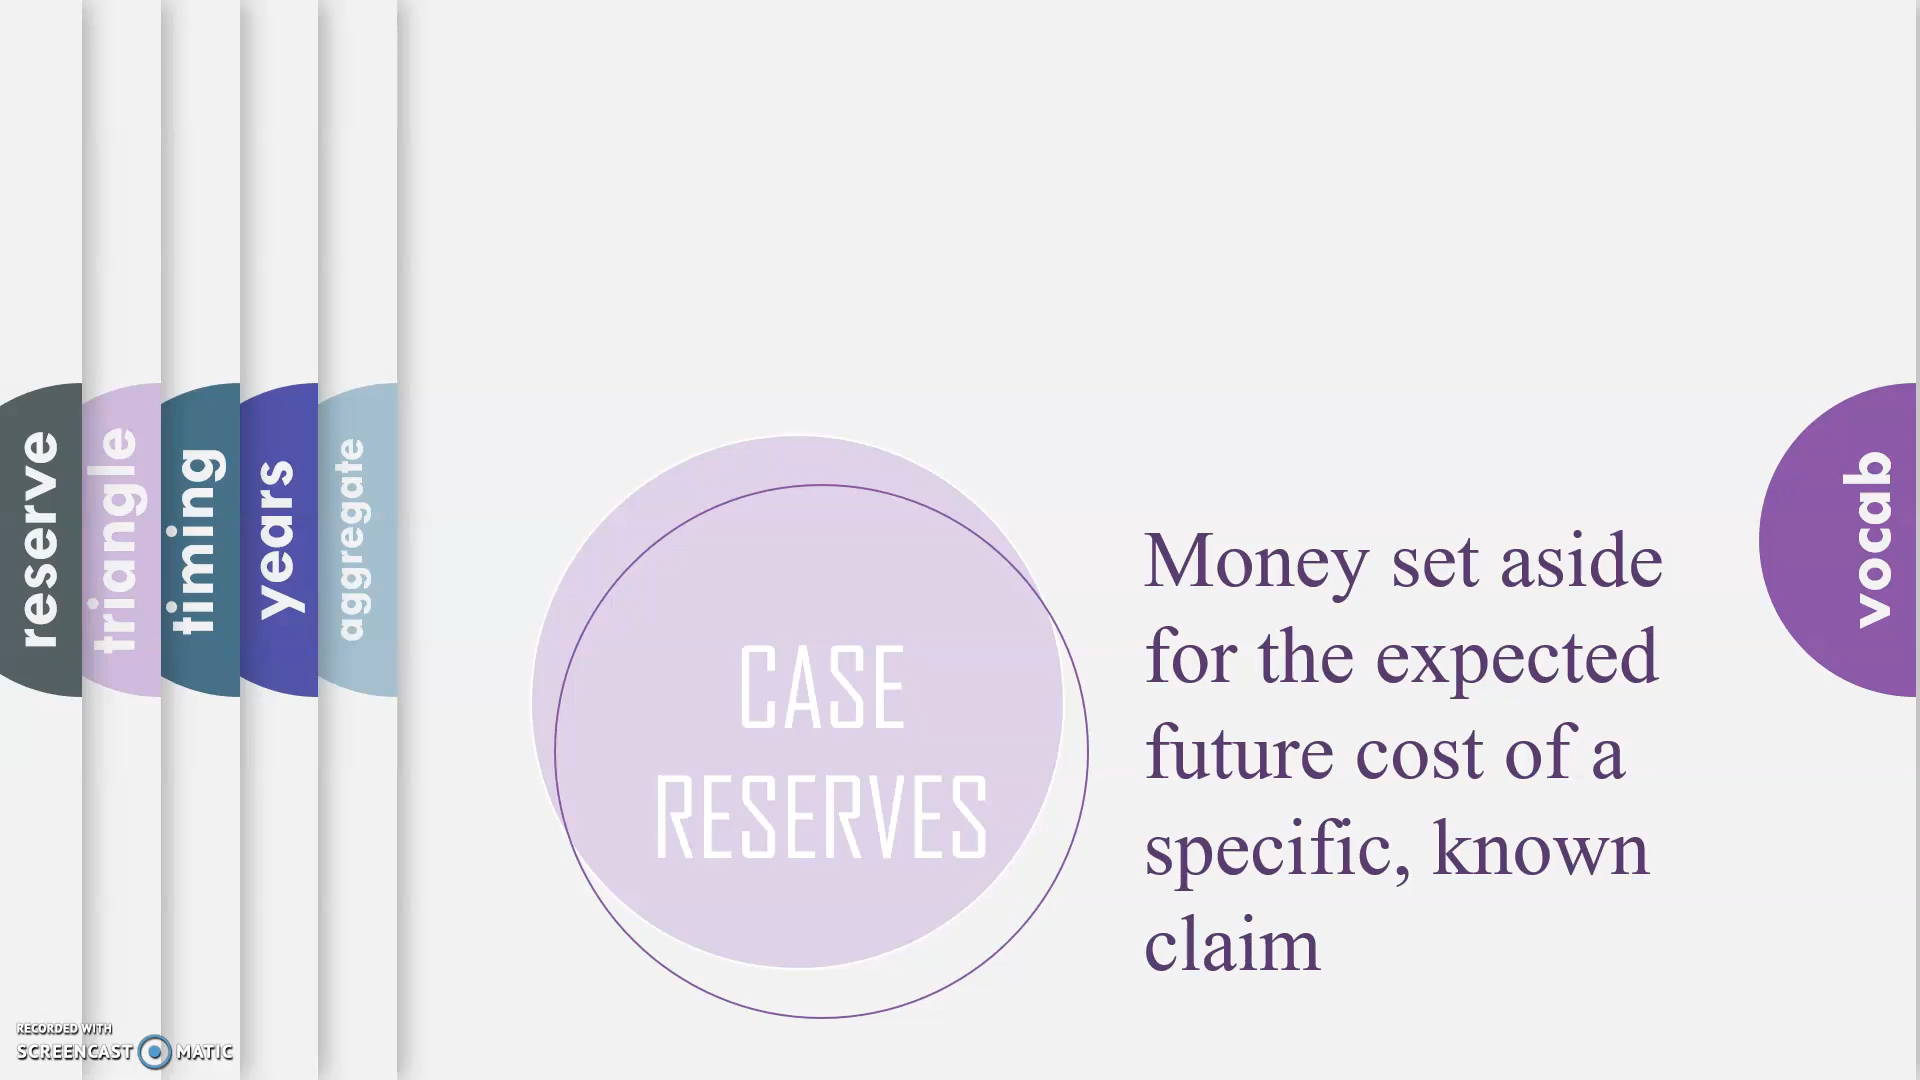 reserve
triangle
timing
years
aggregate
CASE
RESERVES
Money set aside
for the expected
future cost of a
specific, known
claim
vocab
RECORDED WITH
SCREENCAST MATIC